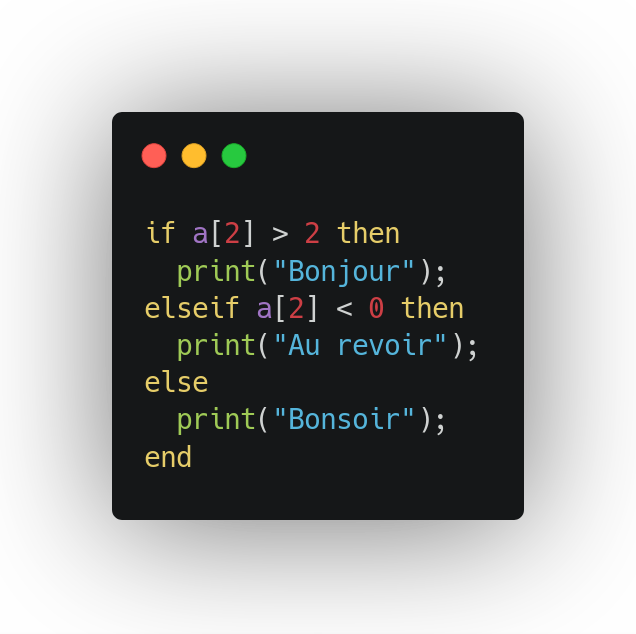 if a[2] > 2 then
  print("Bonjour");
elseif a[2] < 0 then
  print("Au revoir");
else
  print("Bonsoir");
end